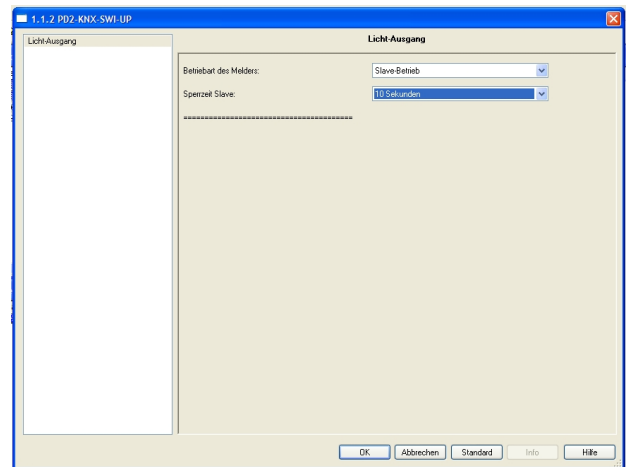 1.1.2 PD2-KNX-SWI-UP
Licht-Ausgang
Licht-Ausgang
Betriebart des Melders: Slave-Betrieb
Sperrzeit Slave: 10 Sekunden
========================================
OK Abbrechen Standard Info Hilfe